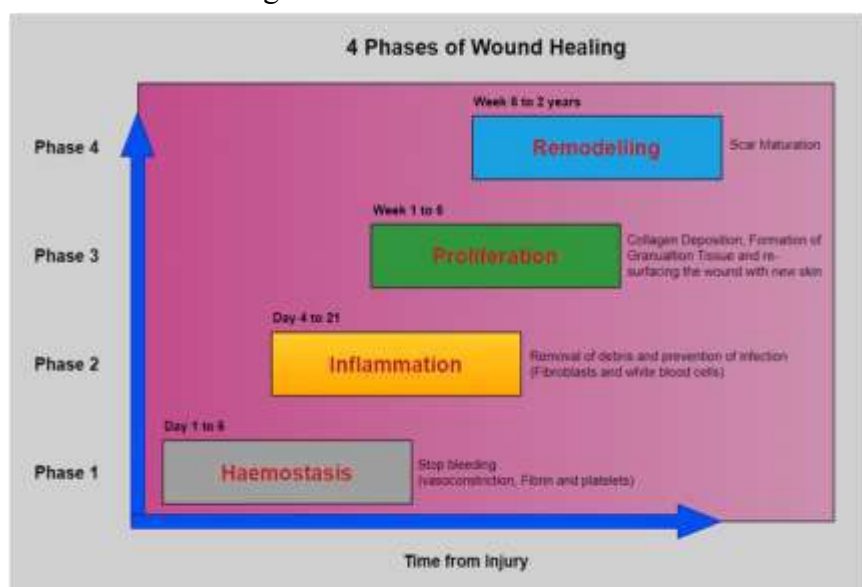 4 Phases of Wound Healing
Week 6 to 2 years
Phase 4
Remodelling
Scar Maturation
Week 1 to 6
Phase 3
Proliferation
Collagen Deposition, Formation of
Granualtion Tissue and re-
surfacing the wound with new skin
Day 4 to 21
Phase 2
Inflammation
Removal of debris and prevention of infection
(Fibroblasts and white blood cells)
Day 1 to 6
Phase 1
Haemostasis
Stop bleeding
(vasoconstriction, Fibrin and platelets)
Time from Injury